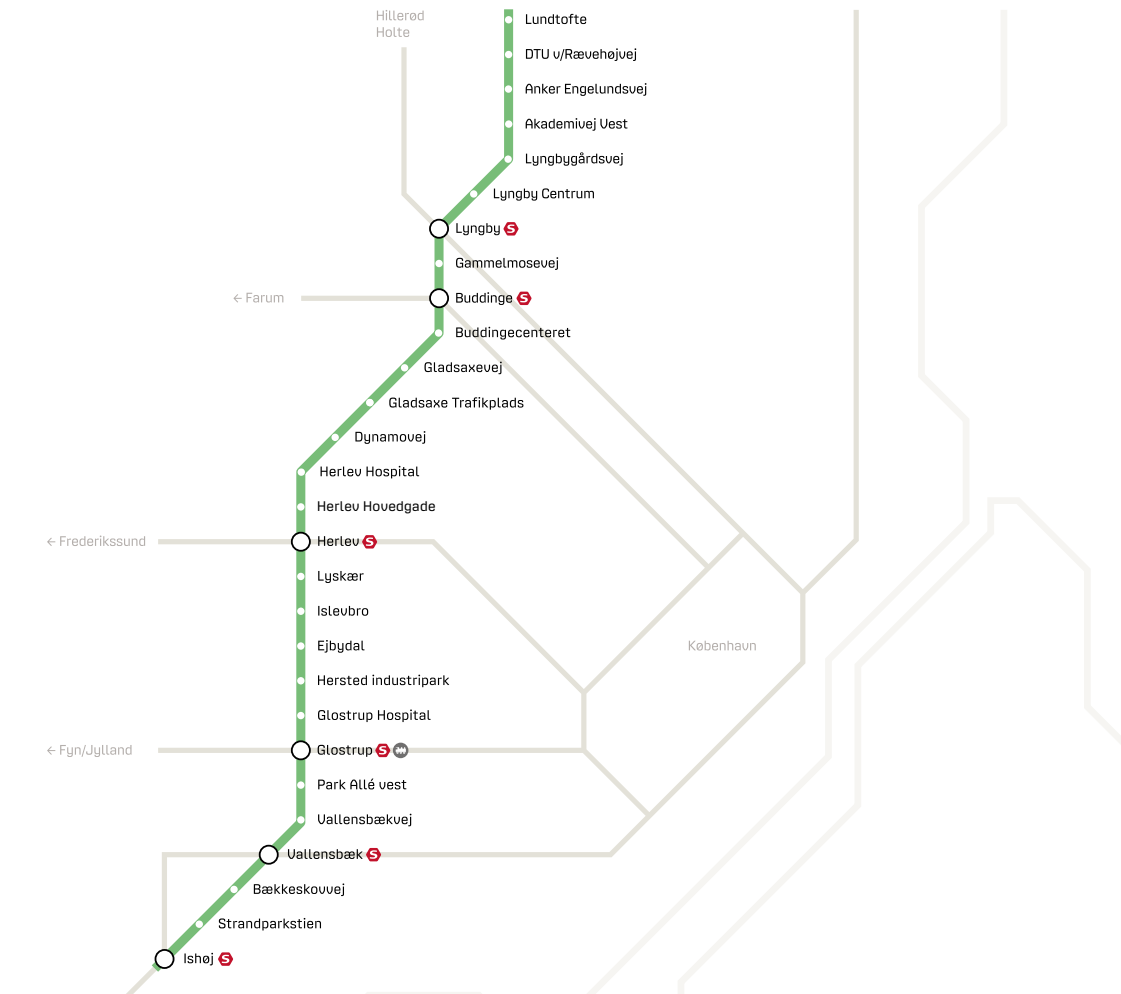 Hillerød
Holte
Lundtofte
DTU v/Rævehøjvej
Anker Engelundsvej
Akademivej Vest
Lyngbygårdsvej
Lyngby Centrum
Lyngby S
Gammelmosevej
← Farum
Buddinge S
Buddingecenteret
Gladsaxevej
Gladsaxe Trafikplads
Dynamovej
Herlev Hospital
Herlev Hovedgade
← Frederikssund
Herlev S
Lyskær
Islevbro
Ejbydal
København
Hersted industripark
Glostrup Hospital
← Fyn/Jylland
Glostrup S
Park Allé vest
Vallensbækvej
Vallensbæk S
Bækkeskovvej
Strandparkstien
Ishøj S